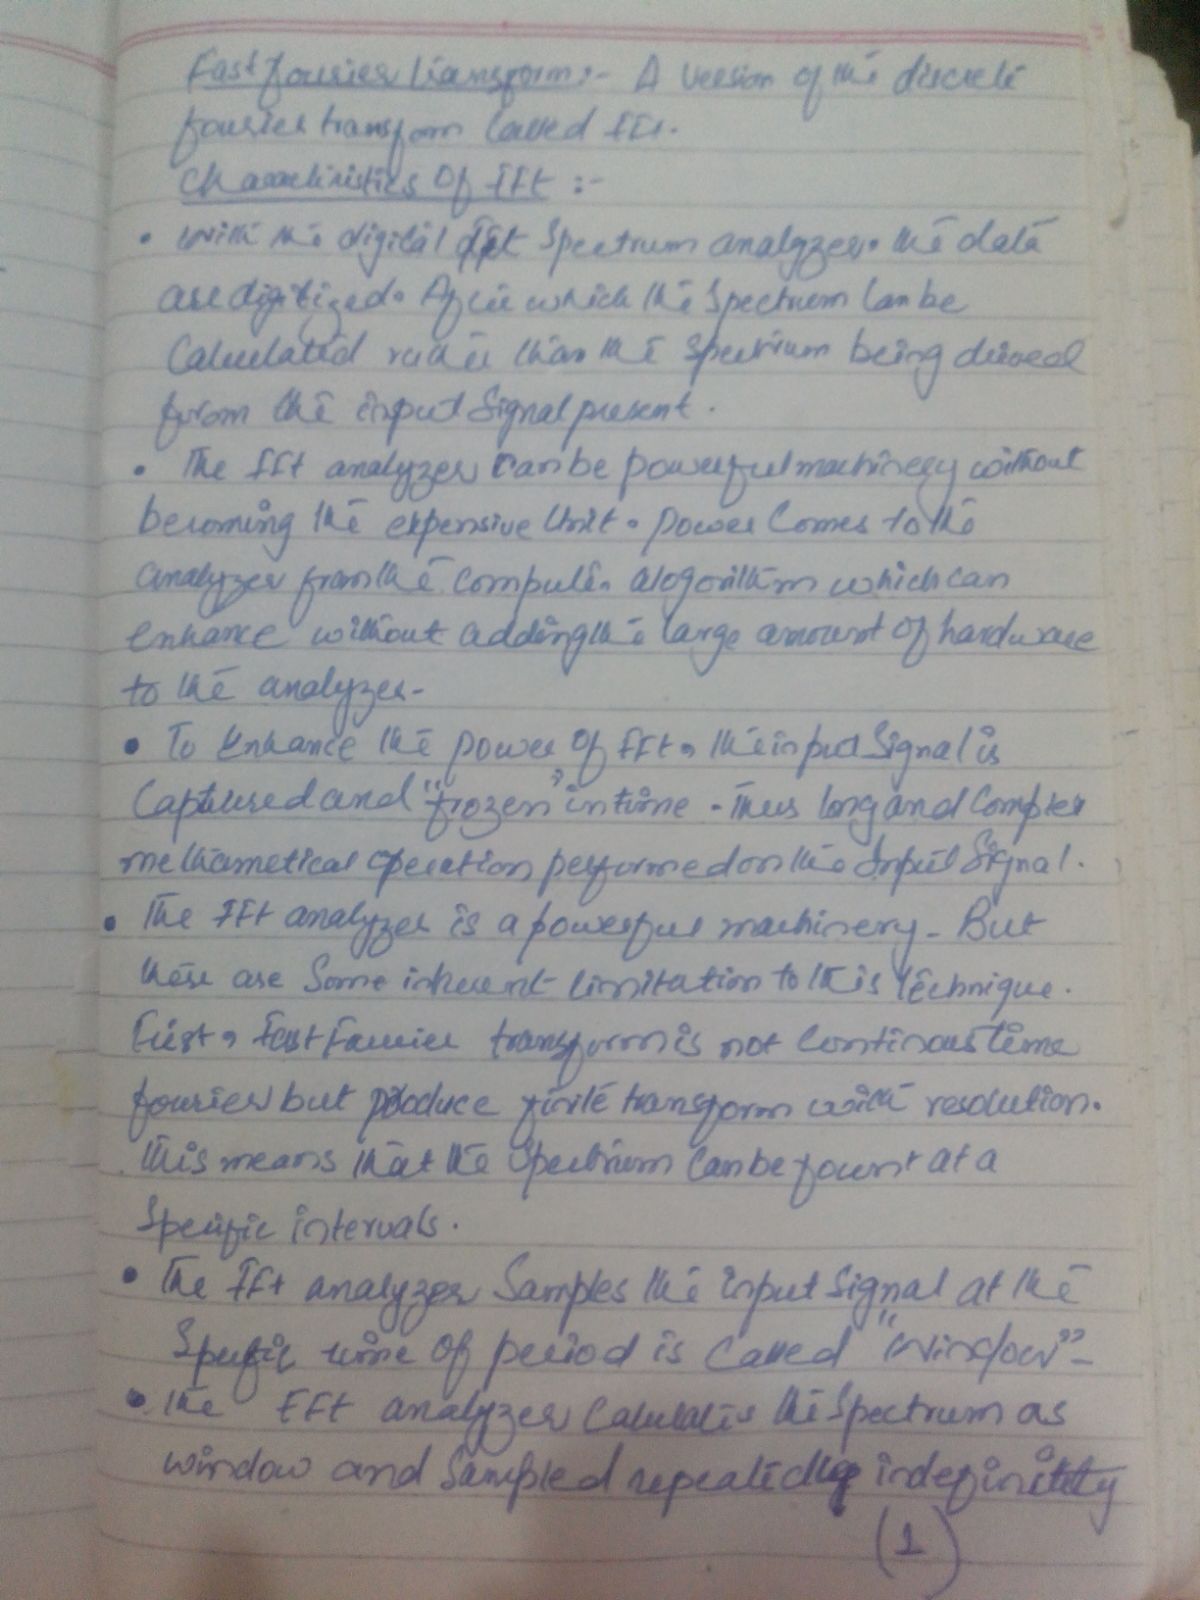 Fast fourier transform:- A version of the discrete
fourier transform called fft.
Characteristics Of FFt :-
• With the digital fft Spectrum analyzer. the data
are digitized. After which the Spectrum Can be
Calculated rather than the Spectrum being drived
from the input Signal present.
• The fft analyzer Can be powerful machinery without
becoming the expensive Unit. power Comes to the
analyzer from the compute. alogorithm which can
enhance without adding the large amount of hardware
to the analyzer.
• To Enhance the power Of fft, the input Signal is
Captured and "frozen" in time. Thus long and Complex
methametical Operation performed on the Input Signal.
• The FFt analyzer is a powerful machinery. But
these are Some inherent limitation to this technique.
First, Fast Fourier transform is not Continous time
fourier but produce finite transform with resolution.
This means that the Spectrum Can be fount at a
Specific intervals.
• The FFt analyzer Samples the input Signal at the
Specific time Of period is Called "Window".
• The FFt analyzer Calculates the Spectrum as
window and Sampled repeatedly indefinitely
(1)